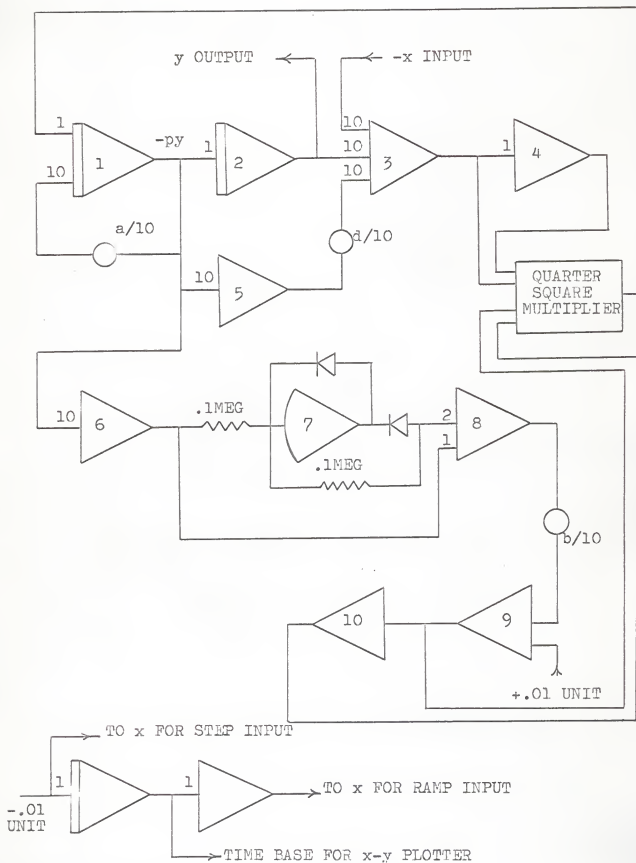 y OUTPUT
-x INPUT
1
10
1
-py
1
2
10
10
10
3
1
4
a/10
d/10
10
5
QUARTER
SQUARE
MULTIPLIER
10
6
.1MEG
7
.1MEG
2
1
8
b/10
10
9
+.01 UNIT
TO x FOR STEP INPUT
1
1
-.01
UNIT
TO x FOR RAMP INPUT
TIME BASE FOR x-y PLOTTER